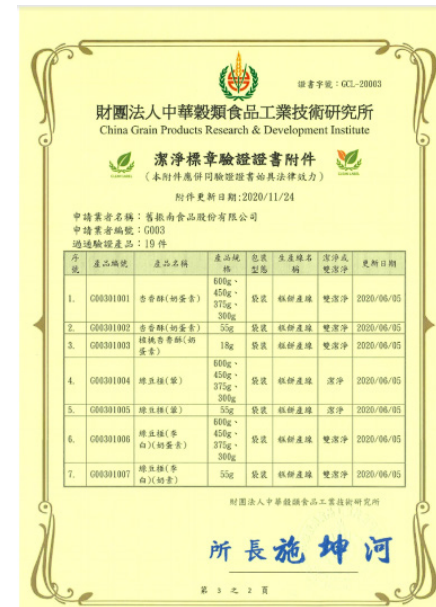 證書字號：GCL-20003
財團法人中華穀類食品工業技術研究所
China Grain Products Research & Development Institute
潔淨標章驗證證書附件
(本附件應併同驗證證書始具法律效力)
附件更新日期:2020/11/24
申請業者名稱：舊振南食品股份有限公司
申請業者編號：G003
通過驗證產品：19 件
序號 產品編號 產品名稱 產品規格 包裝型態 生產線名稱 潔淨或雙潔淨 更新日期
1. G00301001 杏香酥(奶蛋素) 600g、450g、375g、300g 袋裝 糕餅產線 雙潔淨 2020/06/05
2. G00301002 杏香酥(奶蛋素) 55g 袋裝 糕餅產線 雙潔淨 2020/06/05
3. G00301003 核桃杏香酥(奶蛋素) 18g 袋裝 糕餅產線 雙潔淨 2020/06/05
4. G00301004 綠豆椪(葷) 600g、450g、375g、300g 袋裝 糕餅產線 潔淨 2020/06/05
5. G00301005 綠豆椪(葷) 55g 袋裝 糕餅產線 潔淨 2020/06/05
6. G00301006 綠豆椪(李白)(奶蛋素) 600g、450g、375g、300g 袋裝 糕餅產線 雙潔淨 2020/06/05
7. G00301007 綠豆椪(李白)(奶素) 55g 袋裝 糕餅產線 雙潔淨 2020/06/05
財團法人中華穀類食品工業技術研究所
所長 施坤河
第 3 之 2 頁